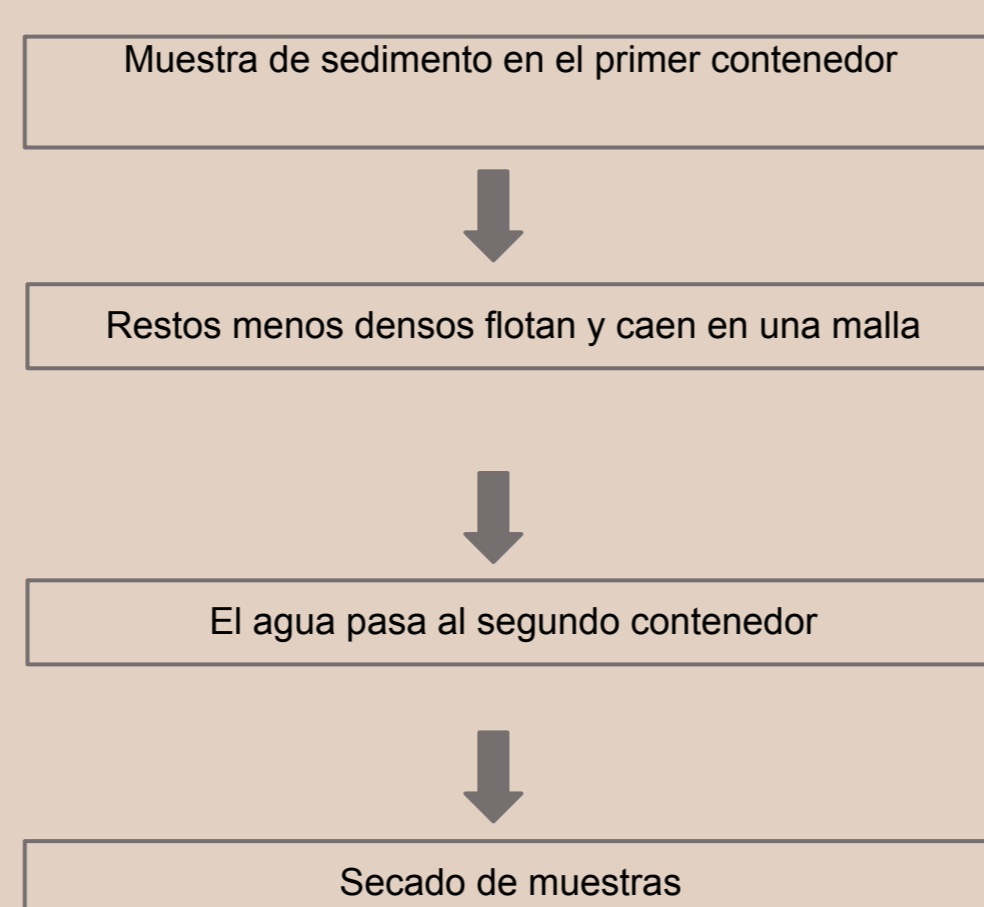 Muestra de sedimento en el primer contenedor
Restos menos densos flotan y caen en una malla
El agua pasa al segundo contenedor
Secado de muestras